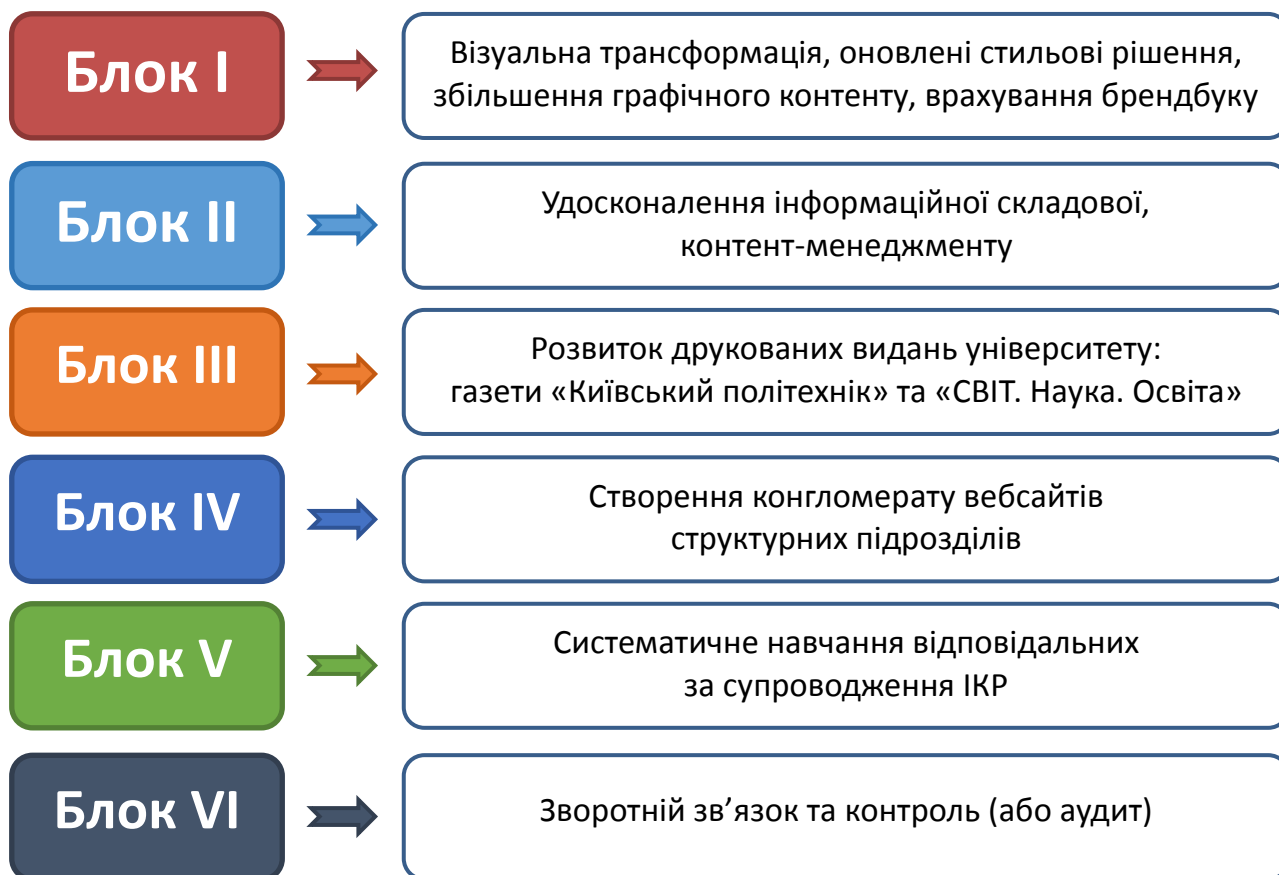 Блок I
Візуальна трансформація, оновлені стильові рішення,
збільшення графічного контенту, врахування брендбуку
Блок II
Удосконалення інформаційної складової,
контент-менеджменту
Блок III
Розвиток друкованих видань університету:
газети «Київський політехнік» та «СВІТ. Наука. Освіта»
Блок IV
Створення конгломерату вебсайтів
структурних підрозділів
Блок V
Систематичне навчання відповідальних
за супроводження ІКР
Блок VI
Зворотній зв’язок та контроль (або аудит)